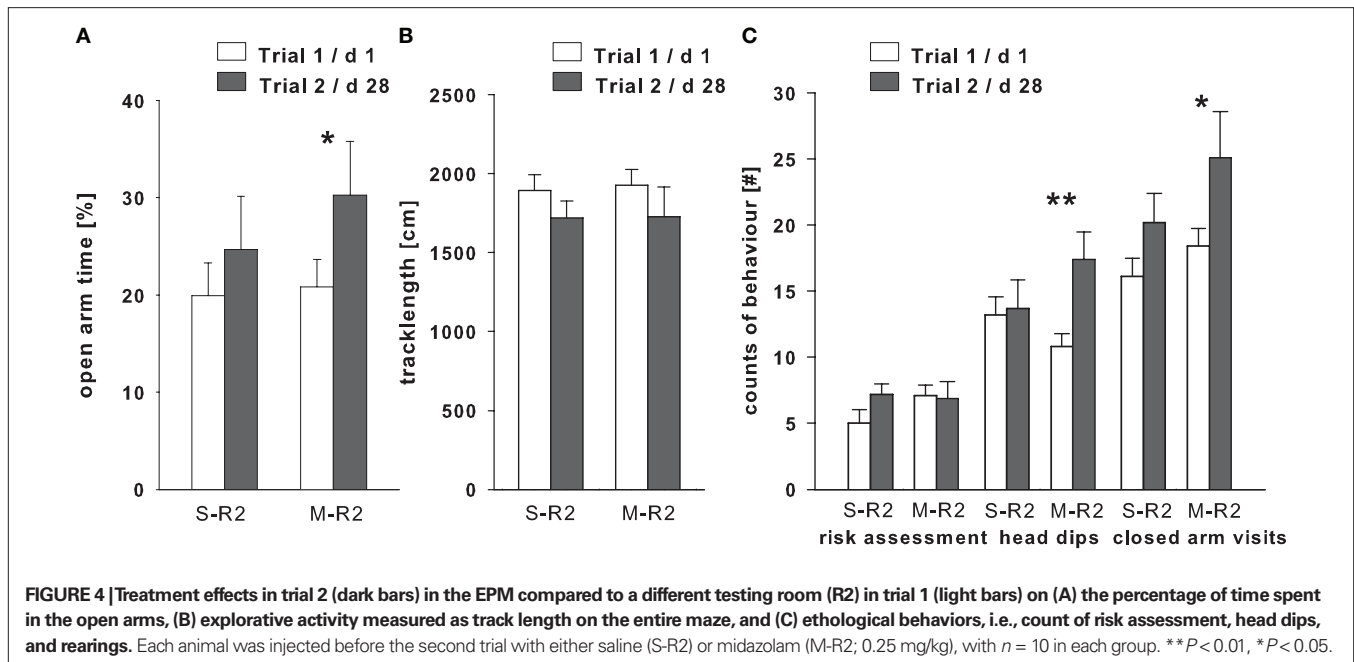 A
Trial 1 / d 1
Trial 2 / d 28
open arm time [%]
40
30
20
10
0
*
S-R2
M-R2
B
Trial 1 / d 1
Trial 2 / d 28
tracklength [cm]
2500
2000
1500
1000
500
0
S-R2
M-R2
C
Trial 1 / d 1
Trial 2 / d 28
counts of behaviour [#]
30
25
20
15
10
5
0
**
*
S-R2 M-R2 S-R2 M-R2 S-R2 M-R2
risk assessment head dips closed arm visits
FIGURE 4 | Treatment effects in trial 2 (dark bars) in the EPM compared to a different testing room (R2) in trial 1 (light bars) on (A) the percentage of time spent
in the open arms, (B) explorative activity measured as track length on the entire maze, and (C) ethological behaviors, i.e., count of risk assessment, head dips,
and rearings. Each animal was injected before the second trial with either saline (S-R2) or midazolam (M-R2; 0.25 mg/kg), with n = 10 in each group. **P < 0.01, *P < 0.05.